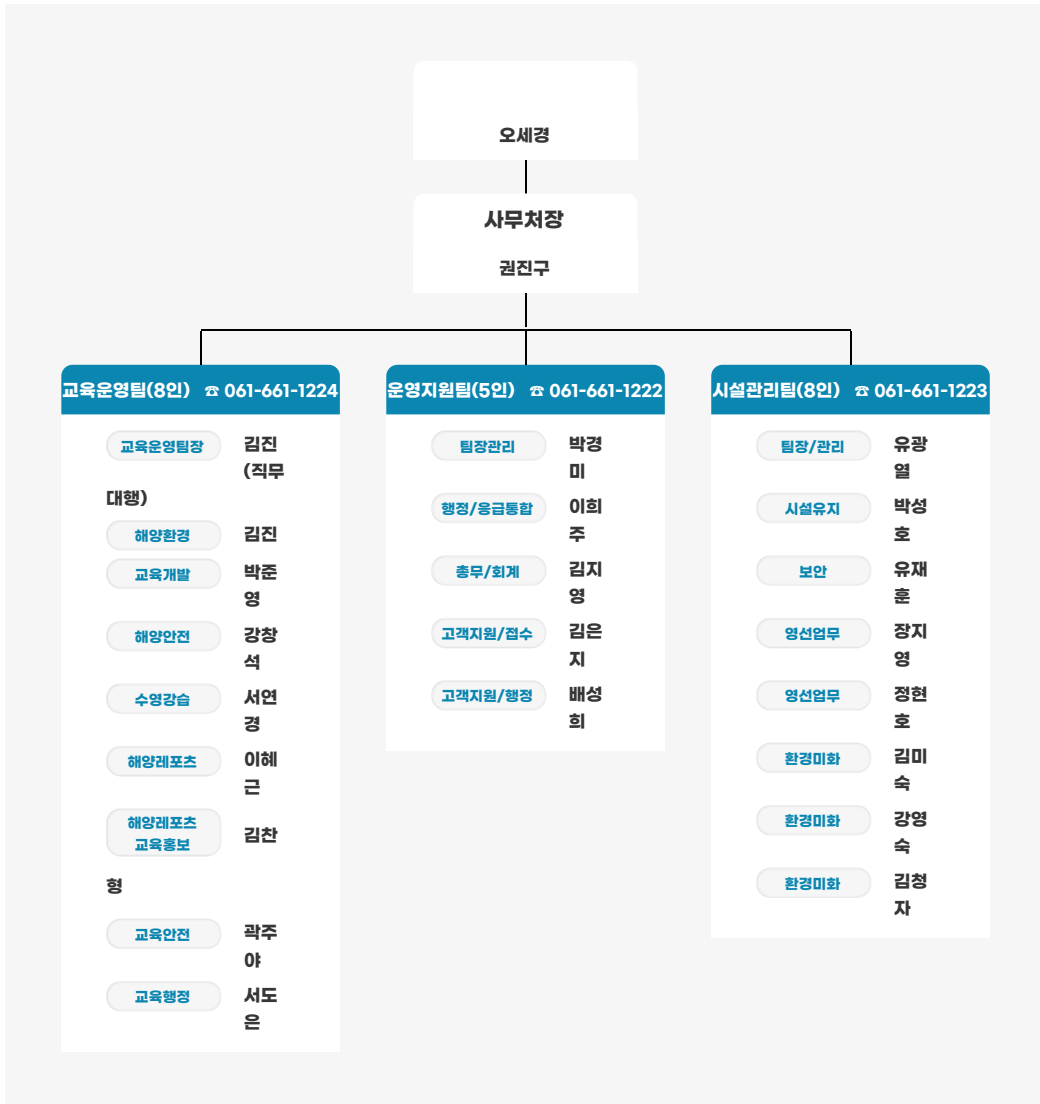 오세경
사무처장
권진구
교육운영팀(8인) ☎ 061-661-1224
교육운영팀장 김진
(직무
대행)
해양환경 김진
교육개발 박준
영
해양안전 강창
석
수영강습 서연
경
해양레포츠 이혜
근
해양레포츠
교육홍보 김찬
형
교육안전 곽주
야
교육행정 서도
은
운영지원팀(5인) ☎ 061-661-1222
팀장관리 박경
미
행정/응급통합 이희
주
총무/회계 김지
영
고객지원/접수 김은
지
고객지원/행정 배성
희
시설관리팀(8인) ☎ 061-661-1223
팀장/관리 유광
열
시설유지 박성
호
보안 유재
훈
영선업무 장지
영
영선업무 정현
호
환경미화 김미
숙
환경미화 강영
숙
환경미화 김청
자